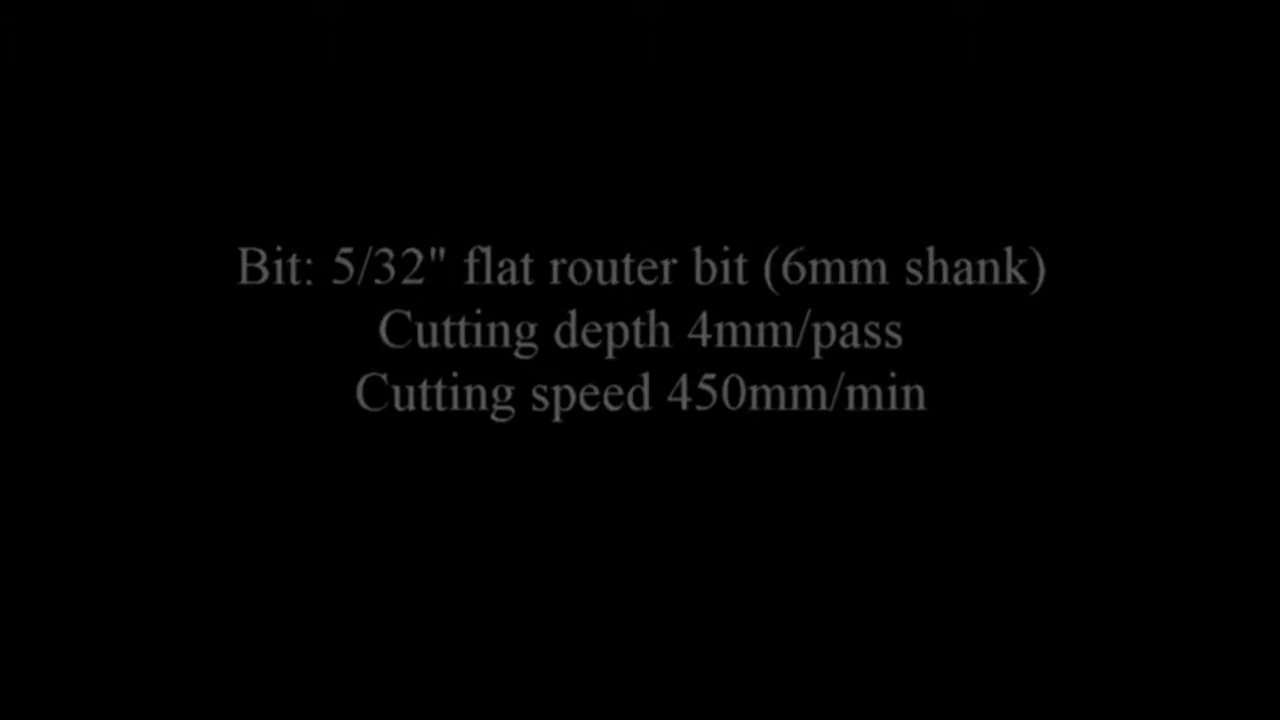 Bit: 5/32" flat router bit (6mm shank)
Cutting depth 4mm/pass
Cutting speed 450mm/min